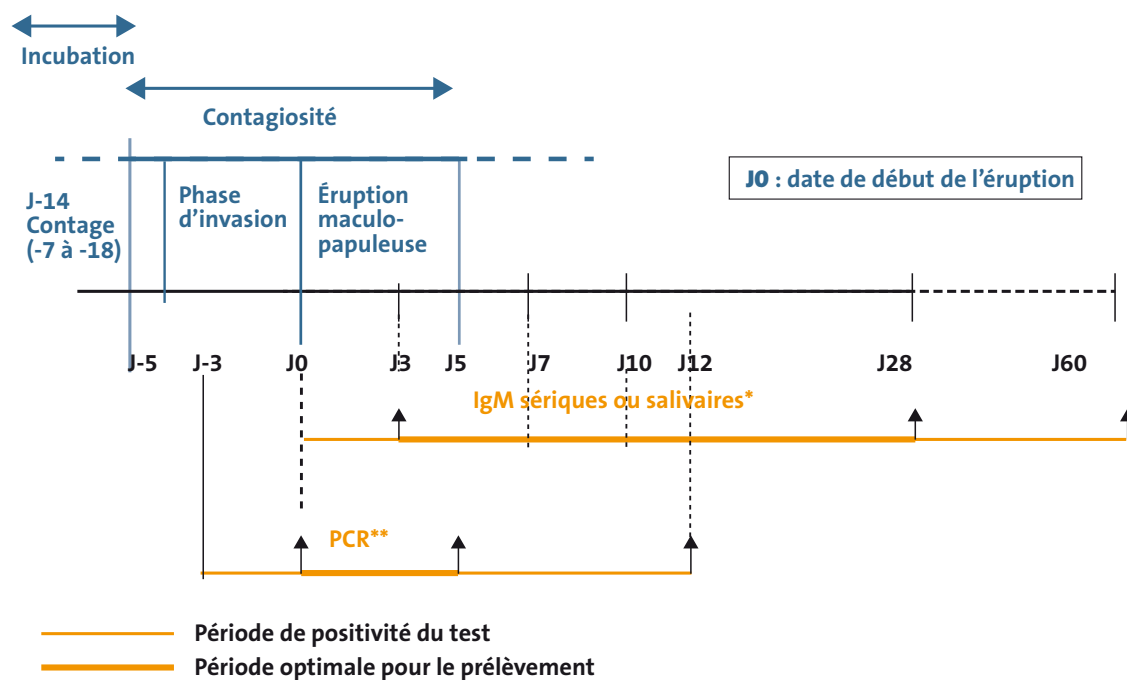 Incubation
Contagiosité
J-14
Contage
(-7 à -18)
Phase
d'invasion
Éruption
maculo-
papuleuse
J0 : date de début de l'éruption
J-5 J-3 J0 J3 J5 J7 J10 J12 J28 J60
IgM sériques ou salivaires*
PCR**
Période de positivité du test
Période optimale pour le prélèvement